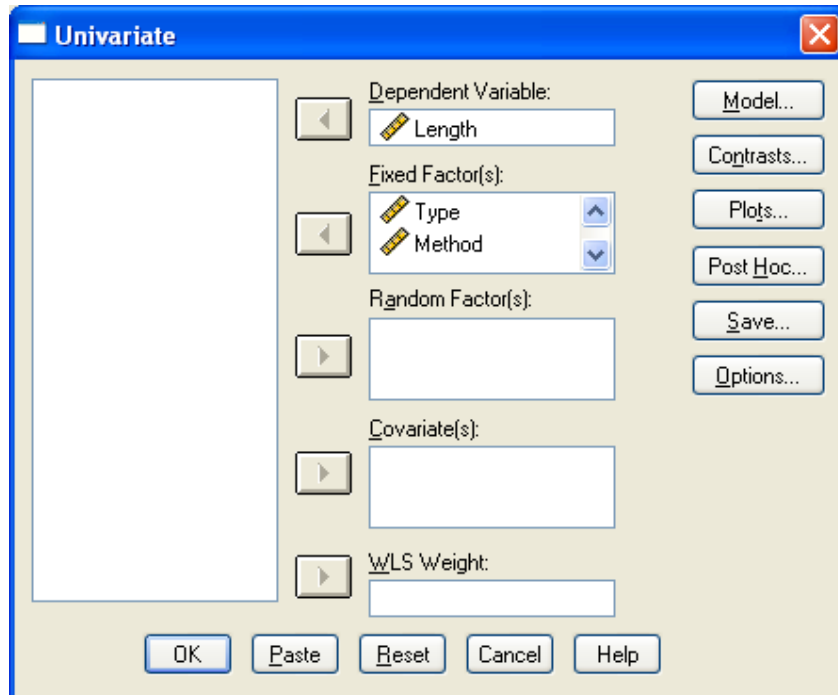 Univariate
Dependent Variable:
Length
Fixed Factor(s):
Type
Method
Random Factor(s):
Covariate(s):
WLS Weight:
Model...
Contrasts...
Plots...
Post Hoc...
Save...
Options...
OK Paste Reset Cancel Help